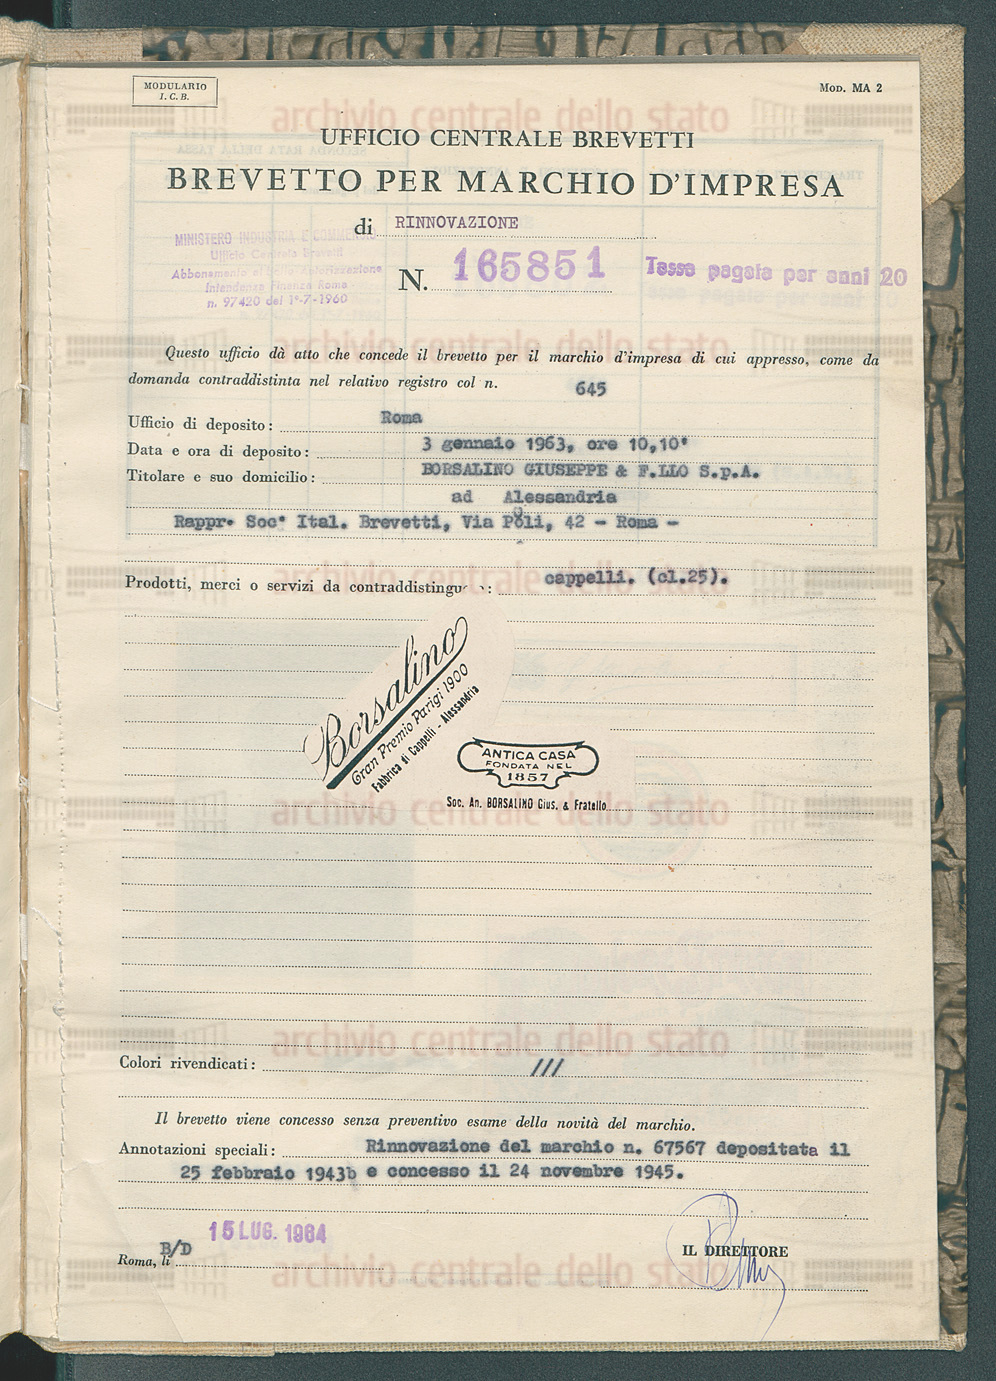 MODULARIO
I. C. B.
MOD. MA 2
UFFICIO CENTRALE BREVETTI
BREVETTO PER MARCHIO D'IMPRESA
di RINNOVAZIONE
MINISTERO INDUSTRIA E COMMERCIO
Ufficio Centrale Brevetti
Abbonamento al Bollo Autorizzazione
Intendenza Finanza Roma
n. 97420 del 1°-7-1960
N. 165851
Tassa pagata per anni 20
Questo ufficio dà atto che concede il brevetto per il marchio d'impresa di cui appresso, come da
domanda contraddistinta nel relativo registro col n. 645
Ufficio di deposito: Roma
Data e ora di deposito: 3 gennaio 1963, ore 10,10'
Titolare e suo domicilio: BORSALINO GIUSEPPE & F.LLO S.p.A.
ad Alessandria
Rappr. Soc. Ital. Brevetti, Via Poli, 42 - Roma -
Prodotti, merci o servizi da contraddistingu : cappelli. (cl.25).
Borsalino
Gran Premio Parigi 1900
Fabbrica di Cappelli - Alessandria
ANTICA CASA
FONDATA NEL
1857
Soc. An. BORSALINO Gius. & Fratello
Colori rivendicati: ///
Il brevetto viene concesso senza preventivo esame della novità del marchio.
Annotazioni speciali: Rinnovazione del marchio n. 67567 depositata il
25 febbraio 1943b e concesso il 24 novembre 1945.
15 LUG. 1964
B/D
Roma, lì
IL DIRETTORE
archivio centrale dello stato
archivio centrale dello stato
archivio centrale dello stato
archivio centrale dello stato
archivio centrale dello stato
archivio centrale dello stato